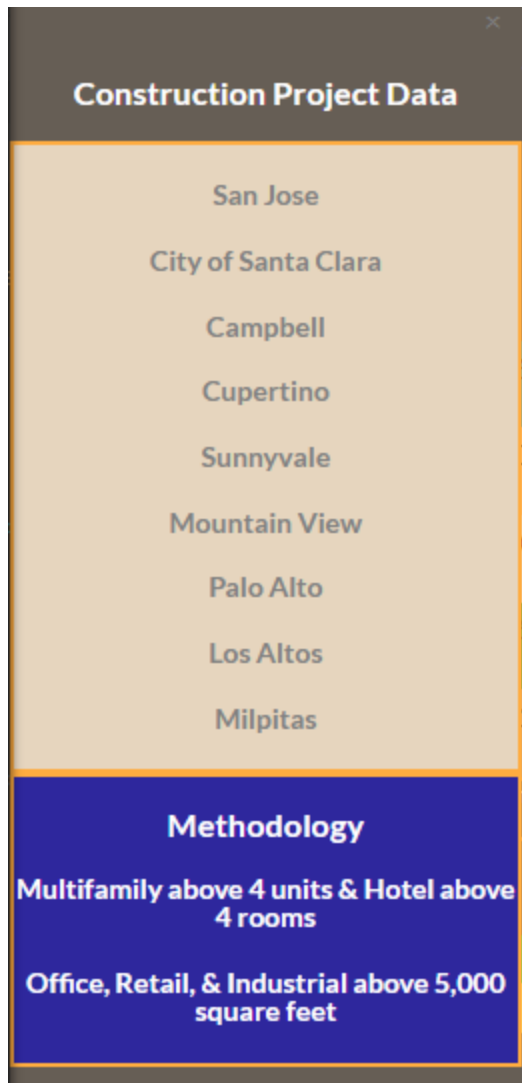 ×
Construction Project Data
San Jose
City of Santa Clara
Campbell
Cupertino
Sunnyvale
Mountain View
Palo Alto
Los Altos
Milpitas
Methodology
Multifamily above 4 units & Hotel above
4 rooms
Office, Retail, & Industrial above 5,000
square feet